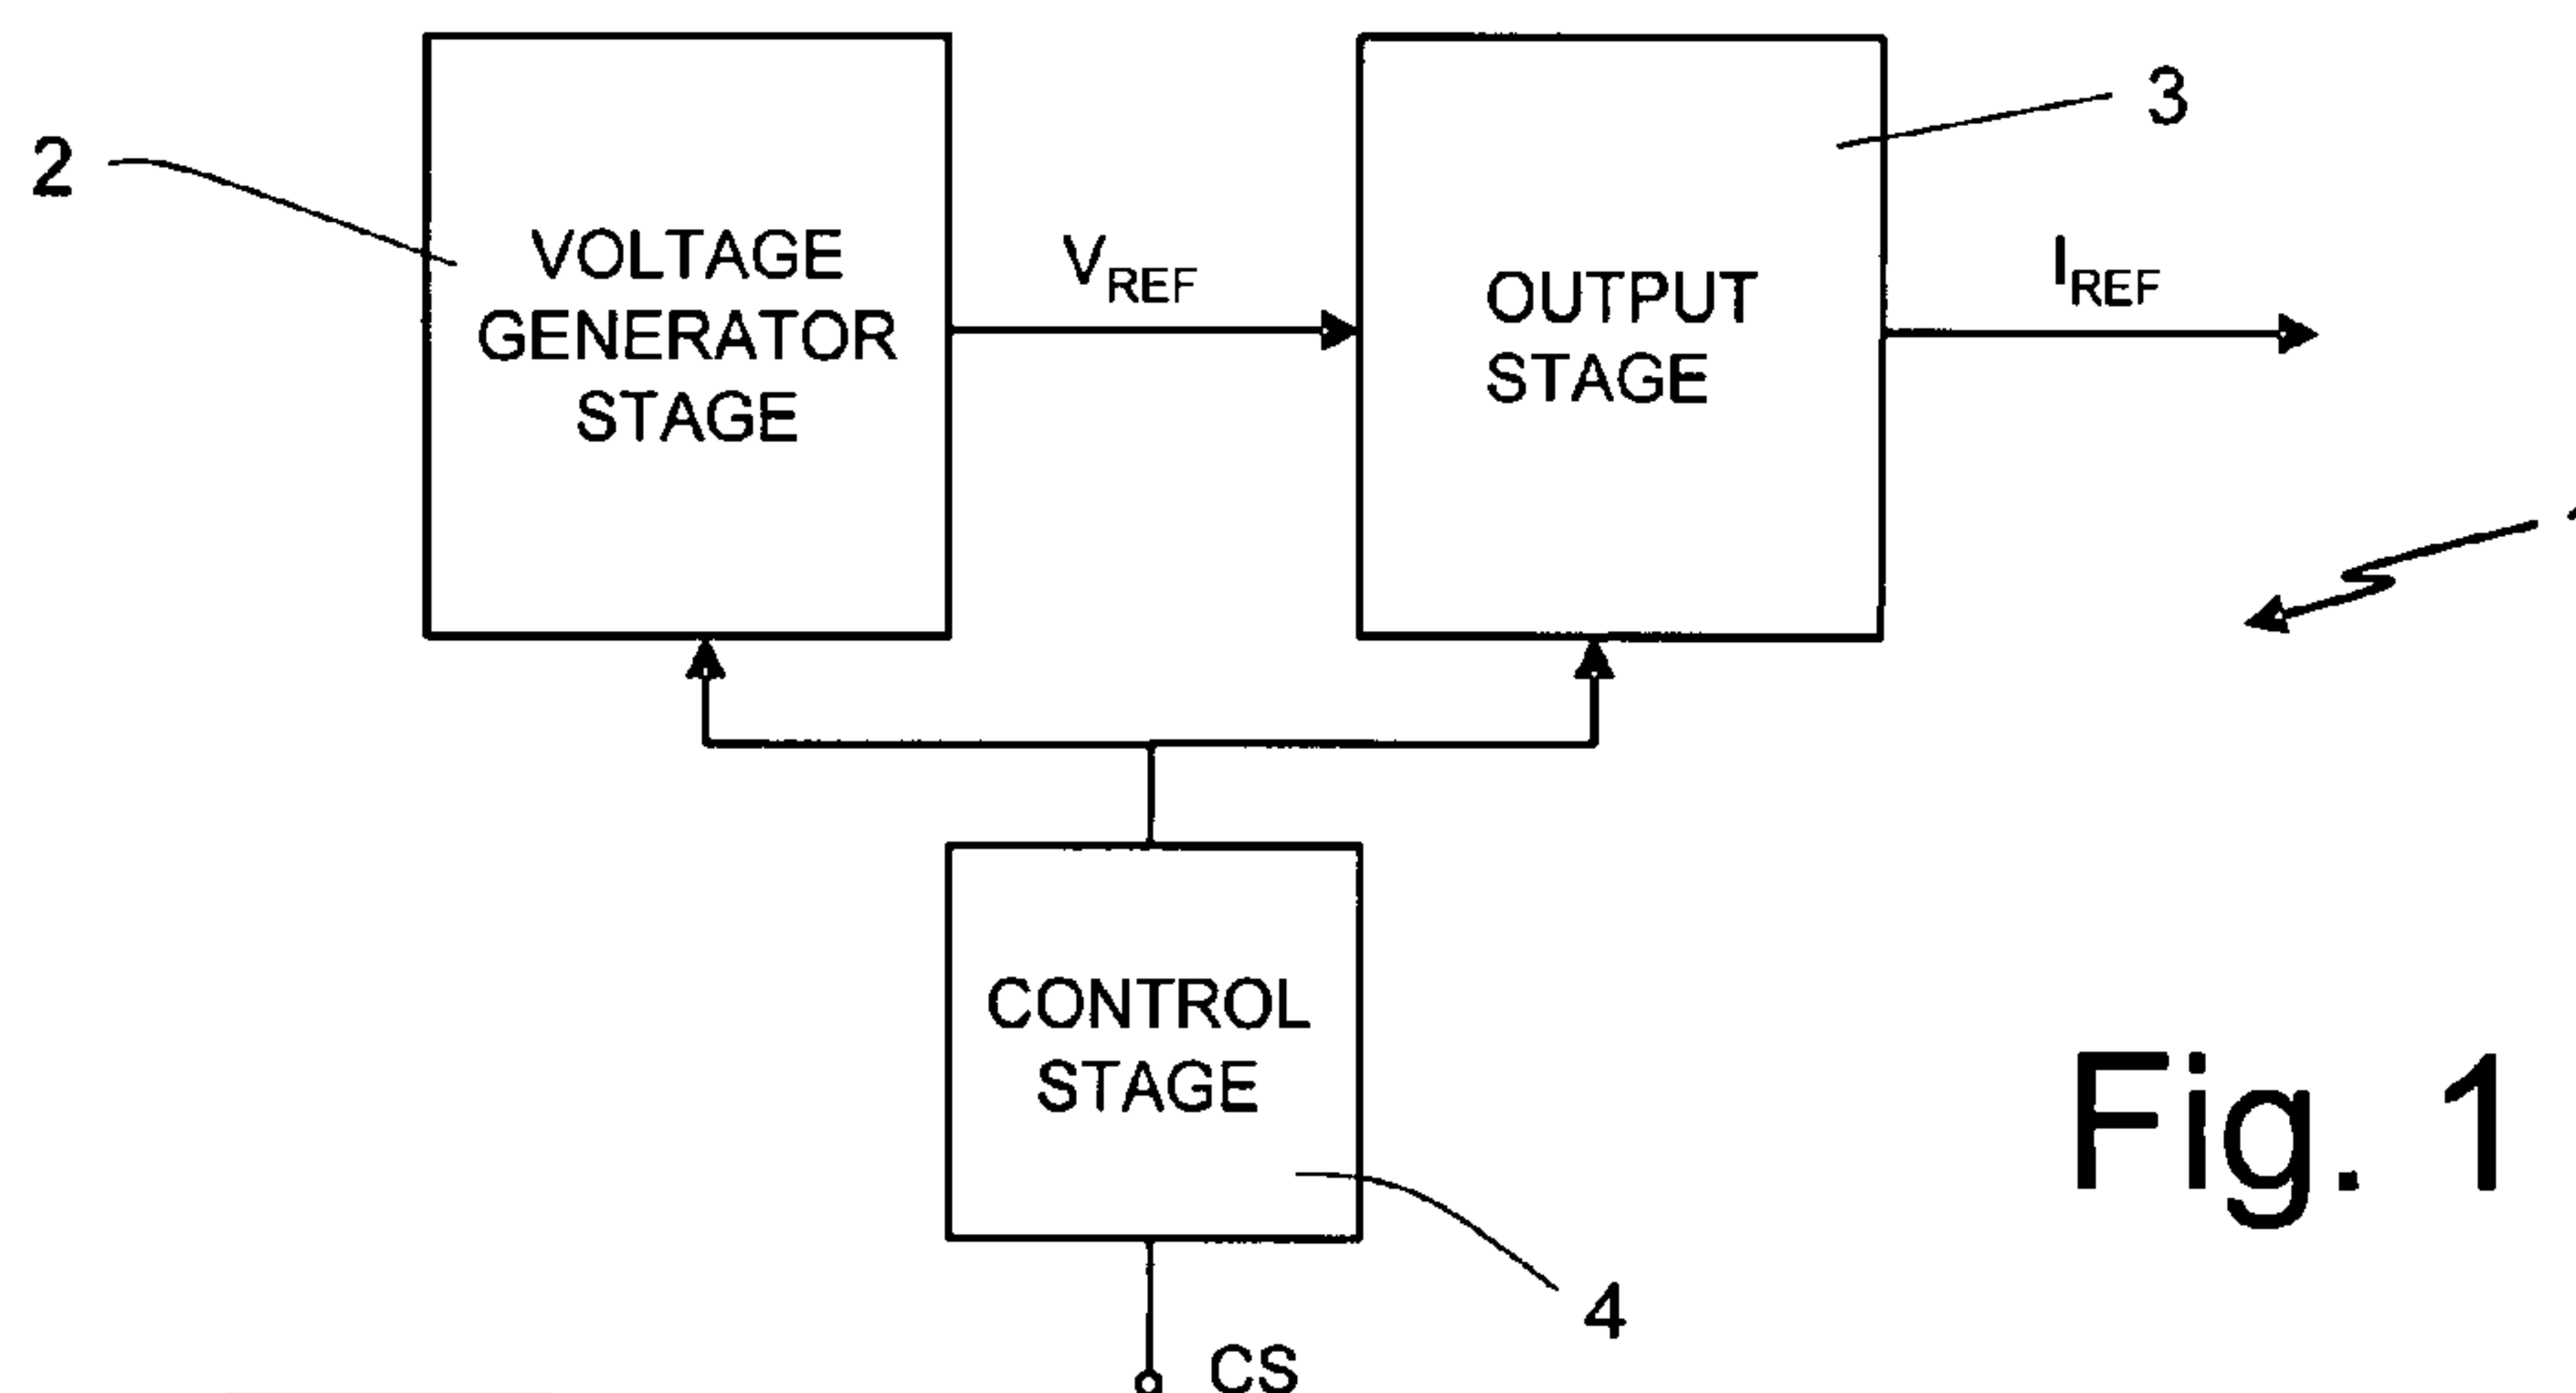 2
VOLTAGE
GENERATOR
STAGE
V_REF
OUTPUT
STAGE
3
I_REF
CONTROL
STAGE
4
CS
Fig. 1